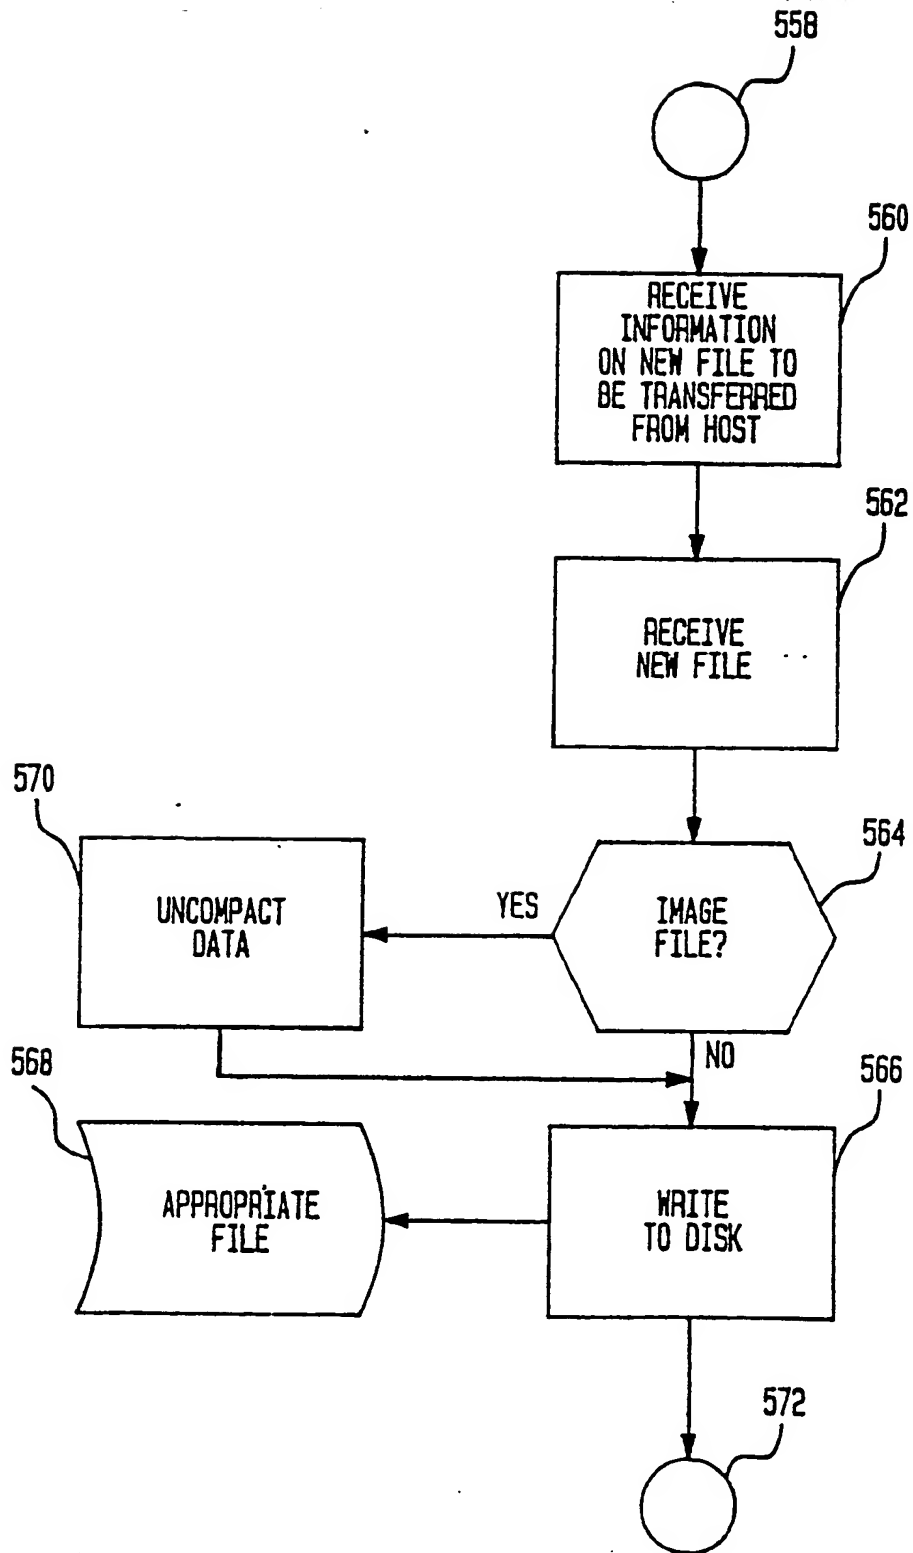 558
560
RECEIVE
INFORMATION
ON NEW FILE TO
BE TRANSFERRED
FROM HOST
562
RECEIVE
NEW FILE
570
564
UNCOMPACT
DATA
YES
IMAGE
FILE?
NO
568
566
APPROPRIATE
FILE
WRITE
TO DISK
572